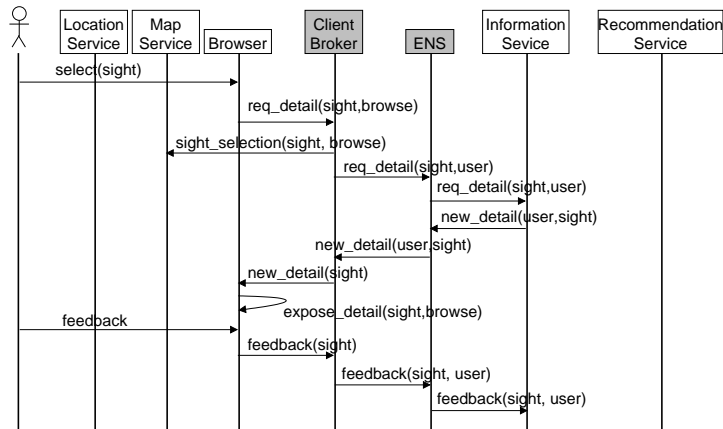 Location Service
Map Service
Browser
Client Broker
ENS
Information Sevice
Recommendation Service
select(sight)
req_detail(sight,browse)
sight_selection(sight, browse)
req_detail(sight,user)
req_detail(sight,user)
new_detail(user,sight)
new_detail(user,sight)
new_detail(sight)
expose_detail(sight,browse)
feedback
feedback(sight)
feedback(sight, user)
feedback(sight, user)